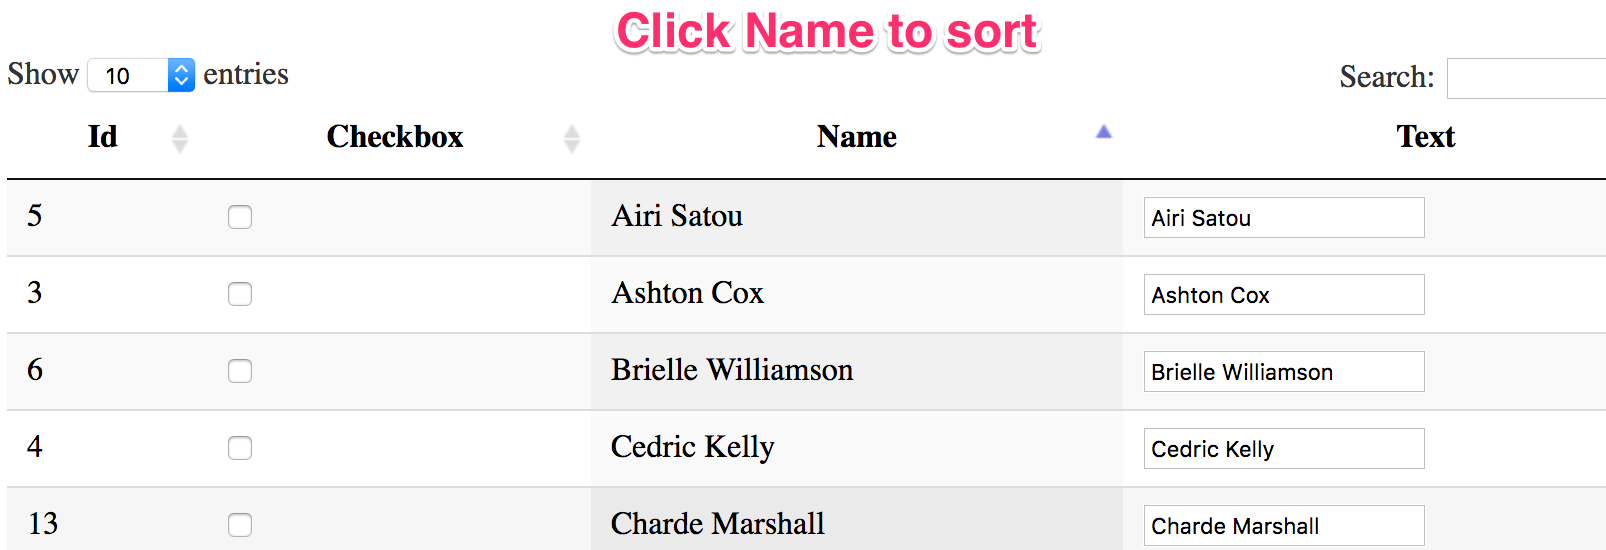 Click Name to sort
Show 10 entries Search:
Id Checkbox Name Text
5 Airi Satou Airi Satou
3 Ashton Cox Ashton Cox
6 Brielle Williamson Brielle Williamson
4 Cedric Kelly Cedric Kelly
13 Charde Marshall Charde Marshall